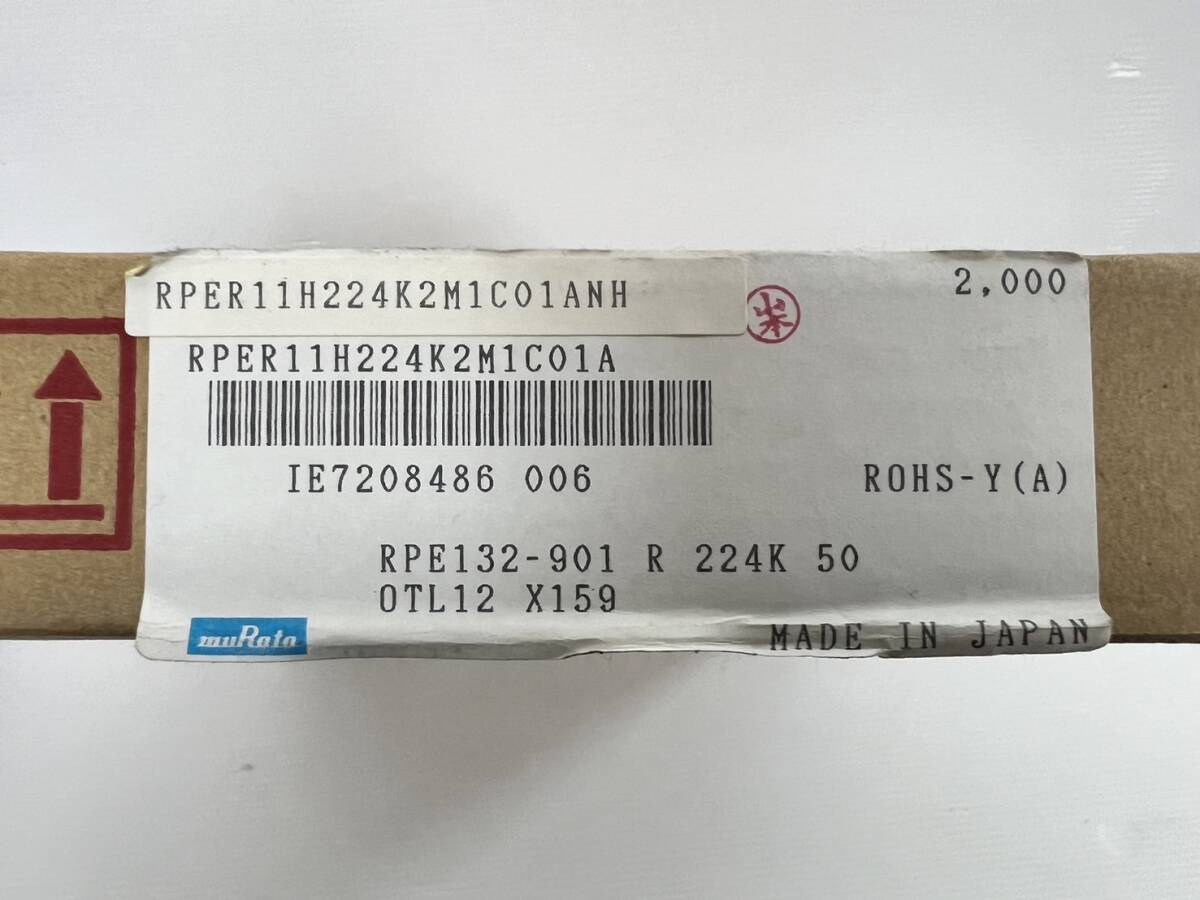 RPER11H224K2M1C01ANH
2,000
RPER11H224K2M1C01A
IE7208486 006
ROHS-Y(A)
RPE132-901 R 224K 50
OTL12 X159
muRata
MADE IN JAPAN